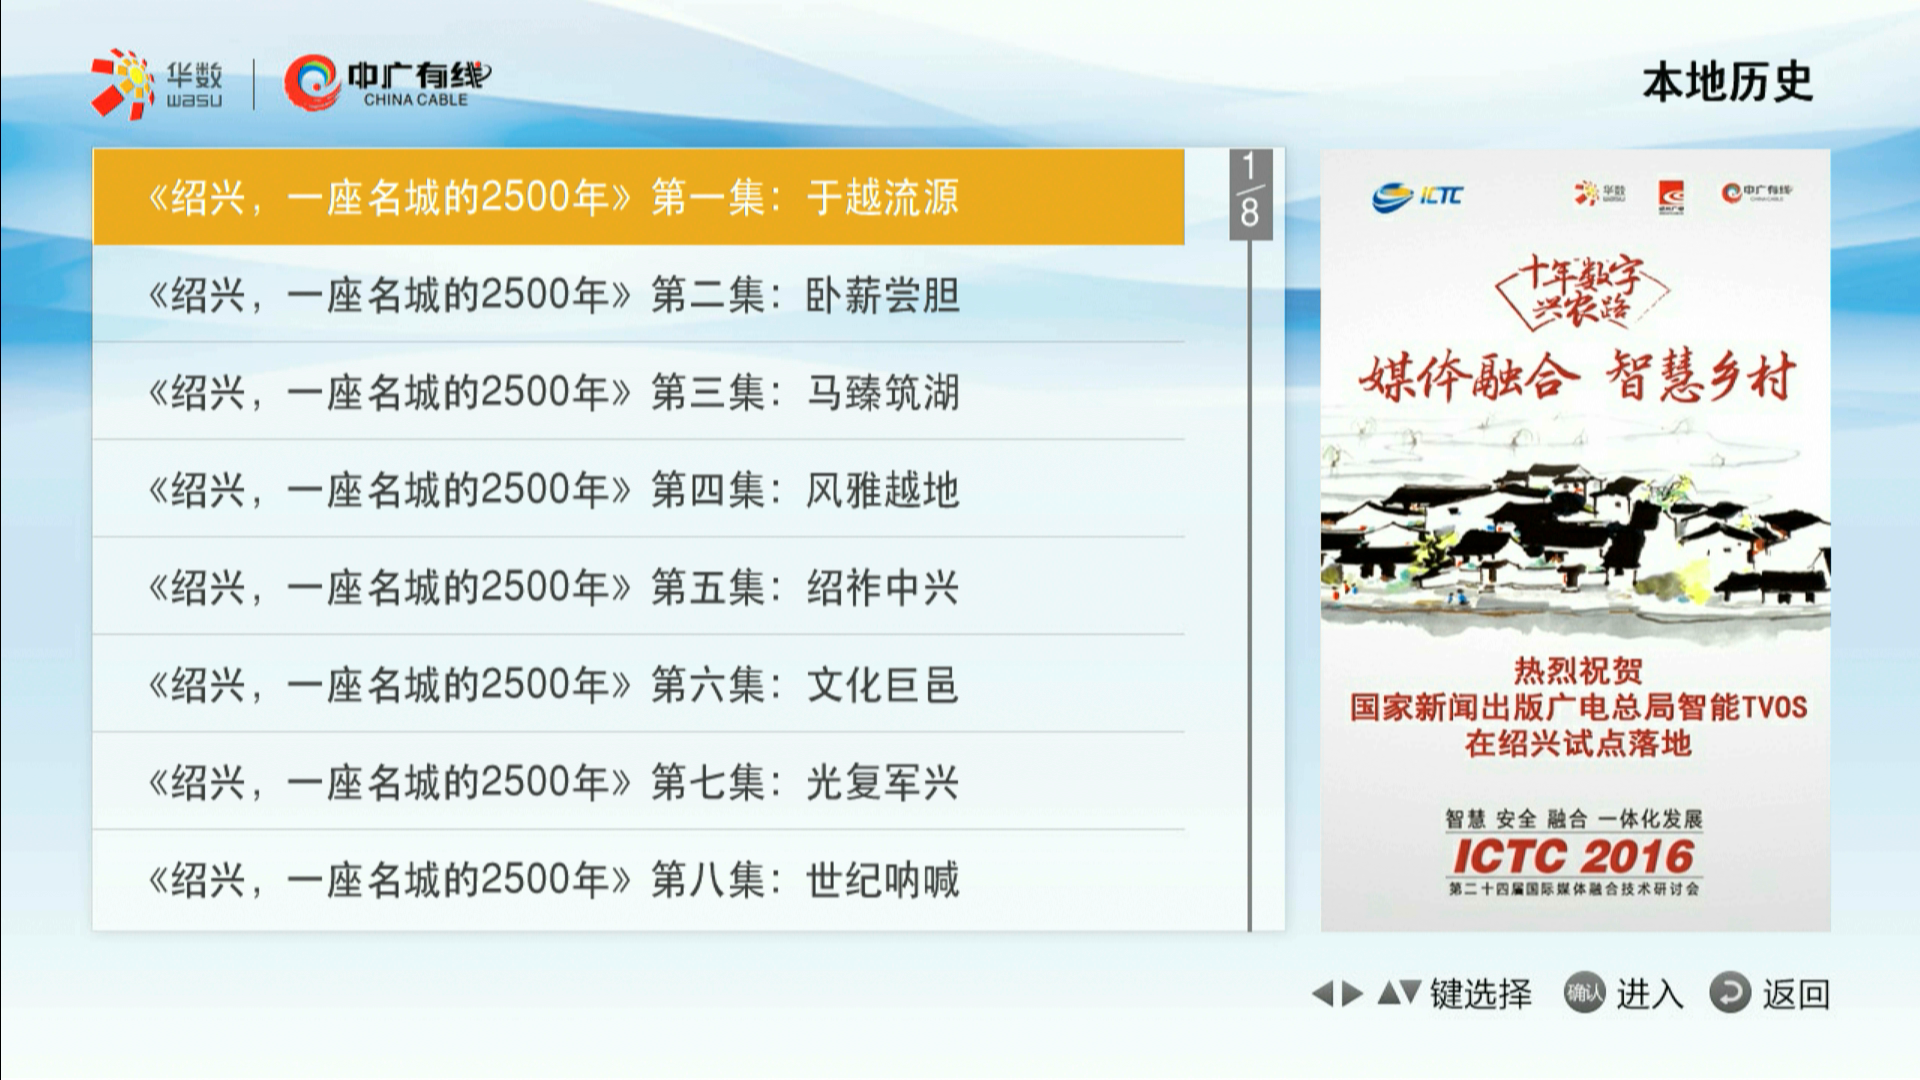 华数
wasu
中广有线
CHINA CABLE
本地历史
《绍兴，一座名城的2500年》第一集：于越流源
《绍兴，一座名城的2500年》第二集：卧薪尝胆
《绍兴，一座名城的2500年》第三集：马臻筑湖
《绍兴，一座名城的2500年》第四集：风雅越地
《绍兴，一座名城的2500年》第五集：绍祚中兴
《绍兴，一座名城的2500年》第六集：文化巨邑
《绍兴，一座名城的2500年》第七集：光复军兴
《绍兴，一座名城的2500年》第八集：世纪呐喊
1/8
ICTC
华数
wasu
中广有线
CHINA CABLE
十年数字
兴农路
媒体融合 智慧乡村
热烈祝贺
国家新闻出版广电总局智能TVOS
在绍兴试点落地
智慧 安全 融合 一体化发展
ICTC 2016
第二十四届国际媒体融合技术研讨会
键选择 确认 进入 返回